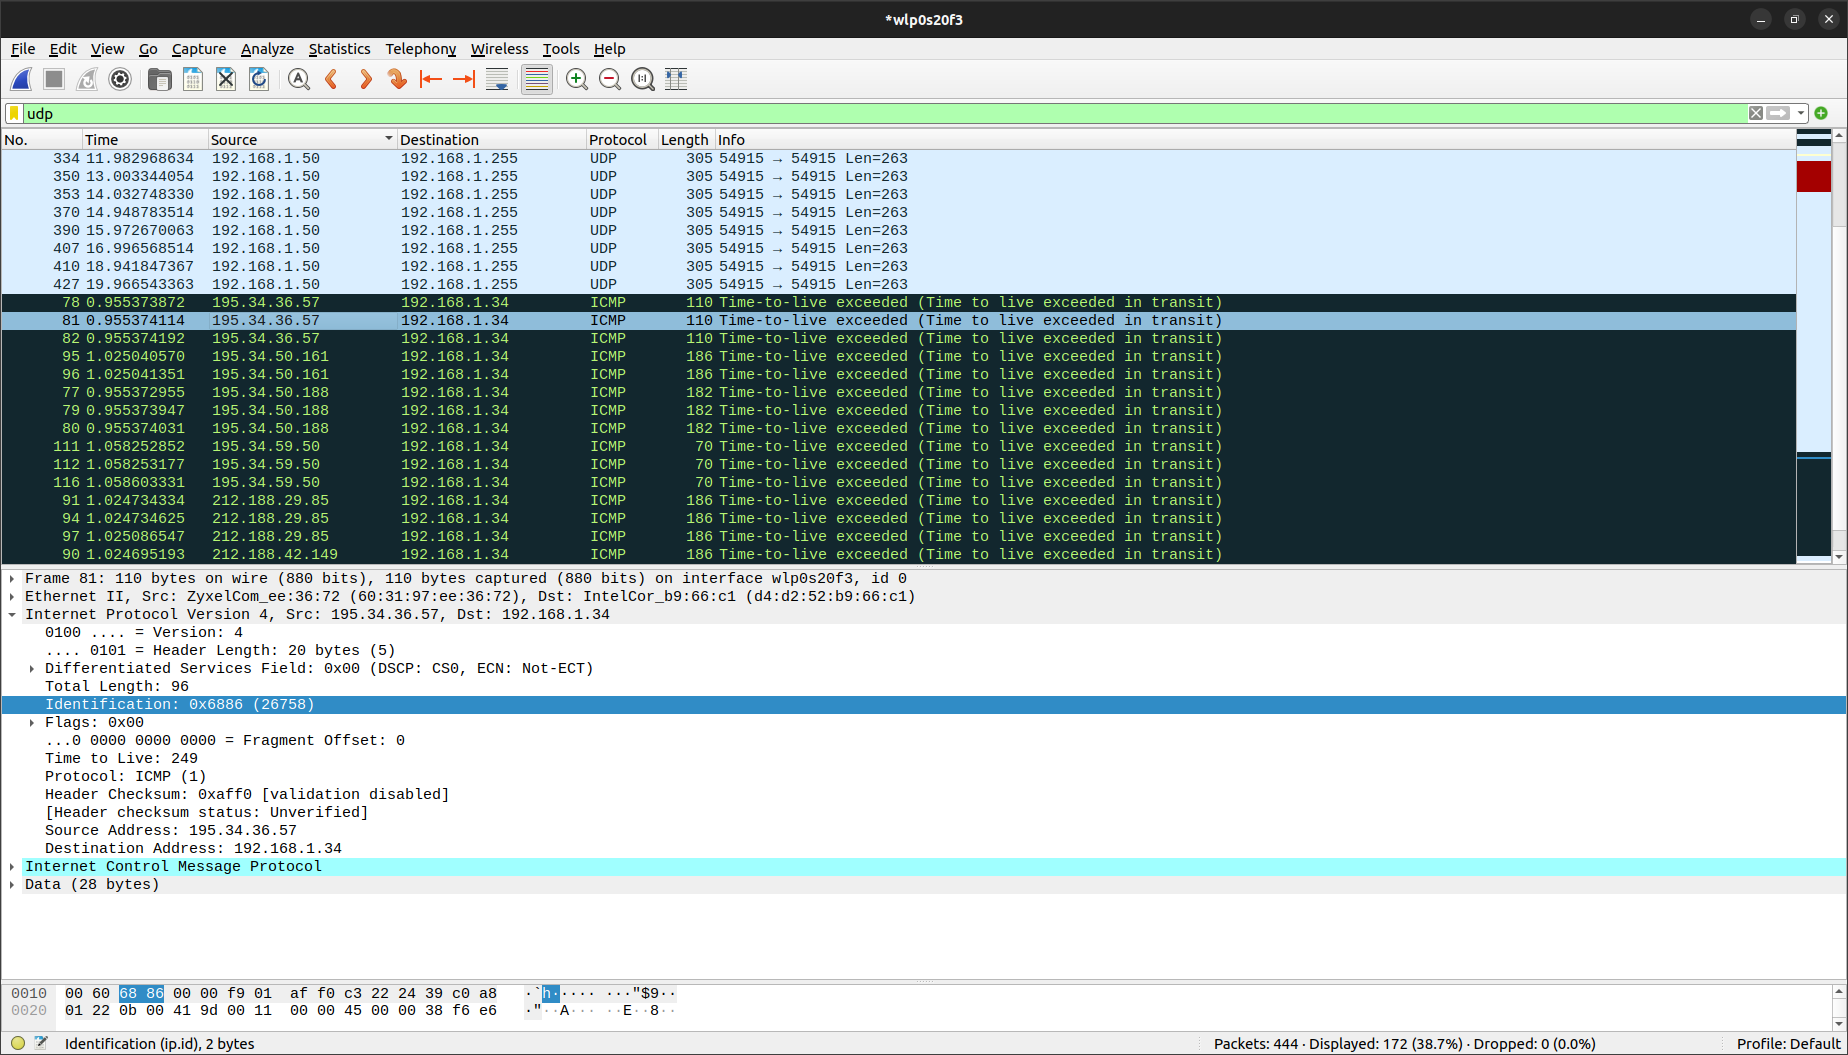 *wlp0s20f3
File Edit View Go Capture Analyze Statistics Telephony Wireless Tools Help
udp
No. Time Source Destination Protocol Length Info
334 11.982968634 192.168.1.50 192.168.1.255 UDP 305 54915 → 54915 Len=263
350 13.003344054 192.168.1.50 192.168.1.255 UDP 305 54915 → 54915 Len=263
353 14.032748330 192.168.1.50 192.168.1.255 UDP 305 54915 → 54915 Len=263
370 14.948783514 192.168.1.50 192.168.1.255 UDP 305 54915 → 54915 Len=263
390 15.972670063 192.168.1.50 192.168.1.255 UDP 305 54915 → 54915 Len=263
407 16.996568514 192.168.1.50 192.168.1.255 UDP 305 54915 → 54915 Len=263
410 18.941847367 192.168.1.50 192.168.1.255 UDP 305 54915 → 54915 Len=263
427 19.966543363 192.168.1.50 192.168.1.255 UDP 305 54915 → 54915 Len=263
78 0.955373872 195.34.36.57 192.168.1.34 ICMP 110 Time-to-live exceeded (Time to live exceeded in transit)
81 0.955374114 195.34.36.57 192.168.1.34 ICMP 110 Time-to-live exceeded (Time to live exceeded in transit)
82 0.955374192 195.34.36.57 192.168.1.34 ICMP 110 Time-to-live exceeded (Time to live exceeded in transit)
95 1.025040570 195.34.50.161 192.168.1.34 ICMP 186 Time-to-live exceeded (Time to live exceeded in transit)
96 1.025041351 195.34.50.161 192.168.1.34 ICMP 186 Time-to-live exceeded (Time to live exceeded in transit)
77 0.955372955 195.34.50.188 192.168.1.34 ICMP 182 Time-to-live exceeded (Time to live exceeded in transit)
79 0.955373947 195.34.50.188 192.168.1.34 ICMP 182 Time-to-live exceeded (Time to live exceeded in transit)
80 0.955374031 195.34.50.188 192.168.1.34 ICMP 182 Time-to-live exceeded (Time to live exceeded in transit)
111 1.058252852 195.34.59.50 192.168.1.34 ICMP 70 Time-to-live exceeded (Time to live exceeded in transit)
112 1.058253177 195.34.59.50 192.168.1.34 ICMP 70 Time-to-live exceeded (Time to live exceeded in transit)
116 1.058603331 195.34.59.50 192.168.1.34 ICMP 70 Time-to-live exceeded (Time to live exceeded in transit)
91 1.024734334 212.188.29.85 192.168.1.34 ICMP 186 Time-to-live exceeded (Time to live exceeded in transit)
94 1.024734625 212.188.29.85 192.168.1.34 ICMP 186 Time-to-live exceeded (Time to live exceeded in transit)
97 1.025086547 212.188.29.85 192.168.1.34 ICMP 186 Time-to-live exceeded (Time to live exceeded in transit)
90 1.024695193 212.188.42.149 192.168.1.34 ICMP 186 Time-to-live exceeded (Time to live exceeded in transit)
Frame 81: 110 bytes on wire (880 bits), 110 bytes captured (880 bits) on interface wlp0s20f3, id 0
Ethernet II, Src: ZyxelCom_ee:36:72 (60:31:97:ee:36:72), Dst: IntelCor_b9:66:c1 (d4:d2:52:b9:66:c1)
Internet Protocol Version 4, Src: 195.34.36.57, Dst: 192.168.1.34
0100 .... = Version: 4
.... 0101 = Header Length: 20 bytes (5)
Differentiated Services Field: 0x00 (DSCP: CS0, ECN: Not-ECT)
Total Length: 96
Identification: 0x6886 (26758)
Flags: 0x00
...0 0000 0000 0000 = Fragment Offset: 0
Time to Live: 249
Protocol: ICMP (1)
Header Checksum: 0xaff0 [validation disabled]
[Header checksum status: Unverified]
Source Address: 195.34.36.57
Destination Address: 192.168.1.34
Internet Control Message Protocol
Data (28 bytes)
0010 00 60 68 86 00 00 f9 01 af f0 c3 22 24 39 c0 a8 ·`h····· ···"$9··
0020 01 22 0b 00 41 9d 00 11 00 00 45 00 00 38 f6 e6 ·"··A··· ··E··8··
Identification (ip.id), 2 bytes
Packets: 444 · Displayed: 172 (38.7%) · Dropped: 0 (0.0%)
Profile: Default